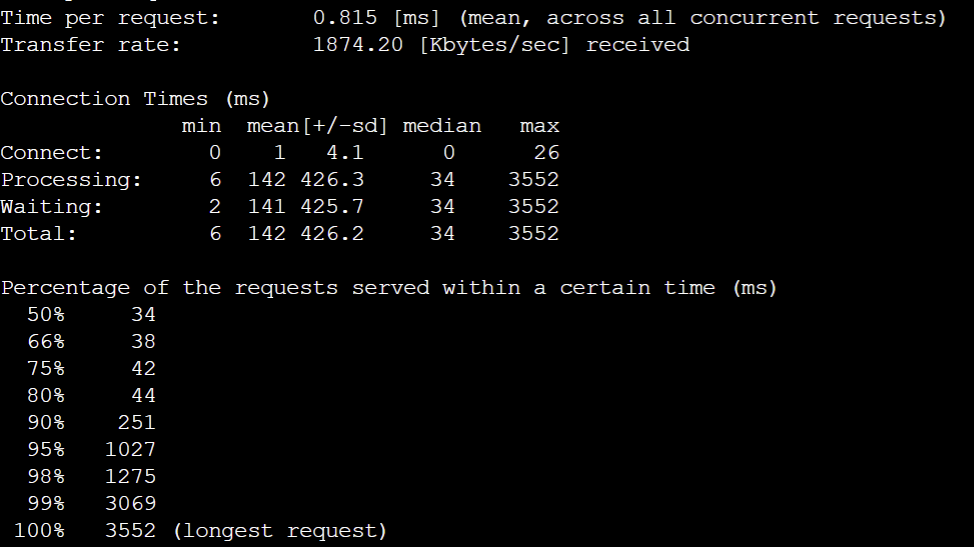 Time per request:       0.815 [ms] (mean, across all concurrent requests)
Transfer rate:          1874.20 [Kbytes/sec] received

Connection Times (ms)
              min  mean[+/-sd] median   max
Connect:        0    1   4.1      0      26
Processing:     6  142 426.3     34    3552
Waiting:        2  141 425.7     34    3552
Total:          6  142 426.2     34    3552

Percentage of the requests served within a certain time (ms)
  50%     34
  66%     38
  75%     42
  80%     44
  90%    251
  95%   1027
  98%   1275
  99%   3069
 100%   3552 (longest request)